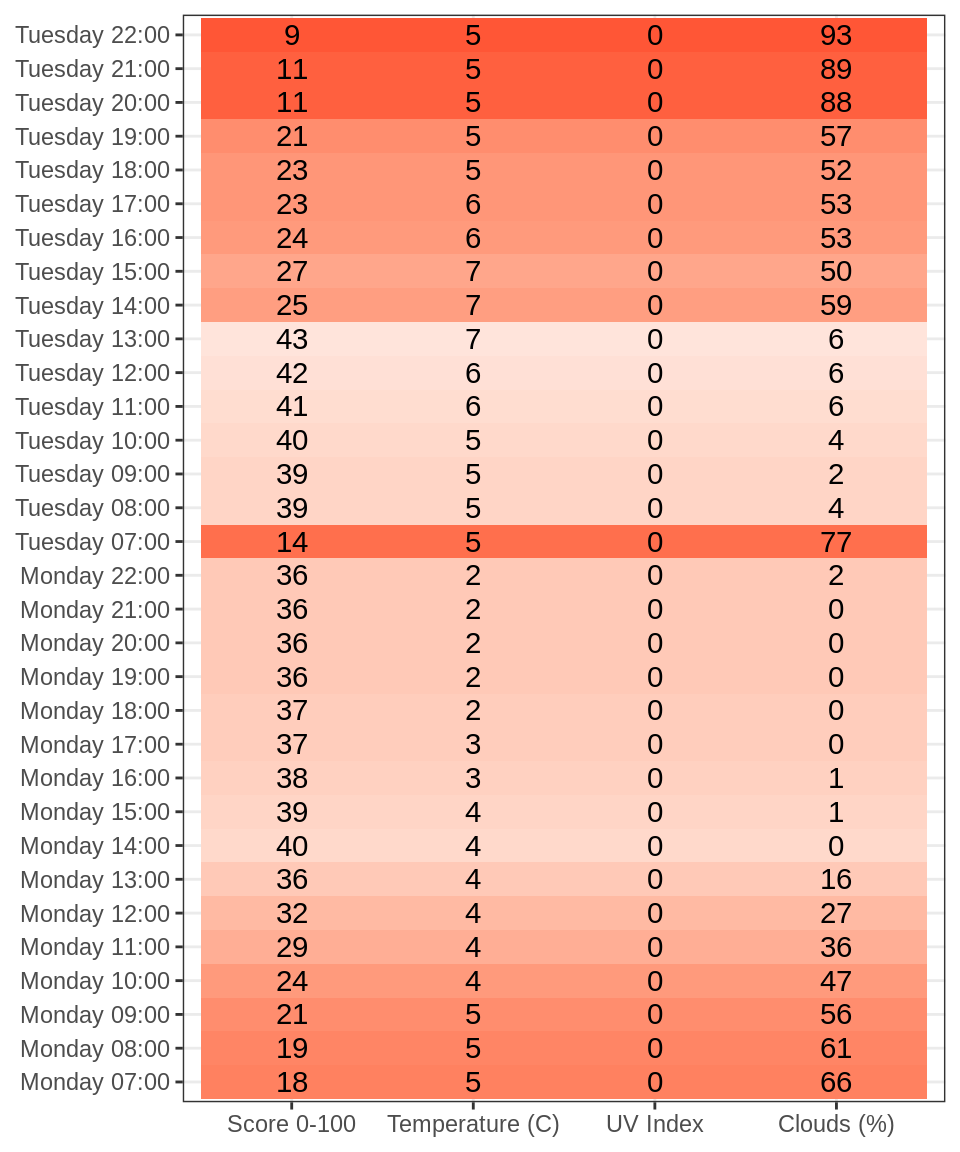 Tuesday 22:00 9 5 0 93
Tuesday 21:00 11 5 0 89
Tuesday 20:00 11 5 0 88
Tuesday 19:00 21 5 0 57
Tuesday 18:00 23 5 0 52
Tuesday 17:00 23 6 0 53
Tuesday 16:00 24 6 0 53
Tuesday 15:00 27 7 0 50
Tuesday 14:00 25 7 0 59
Tuesday 13:00 43 7 0 6
Tuesday 12:00 42 6 0 6
Tuesday 11:00 41 6 0 6
Tuesday 10:00 40 5 0 4
Tuesday 09:00 39 5 0 2
Tuesday 08:00 39 5 0 4
Tuesday 07:00 14 5 0 77
Monday 22:00 36 2 0 2
Monday 21:00 36 2 0 0
Monday 20:00 36 2 0 0
Monday 19:00 36 2 0 0
Monday 18:00 37 2 0 0
Monday 17:00 37 3 0 0
Monday 16:00 38 3 0 1
Monday 15:00 39 4 0 1
Monday 14:00 40 4 0 0
Monday 13:00 36 4 0 16
Monday 12:00 32 4 0 27
Monday 11:00 29 4 0 36
Monday 10:00 24 4 0 47
Monday 09:00 21 5 0 56
Monday 08:00 19 5 0 61
Monday 07:00 18 5 0 66
Score 0-100 Temperature (C) UV Index Clouds (%)